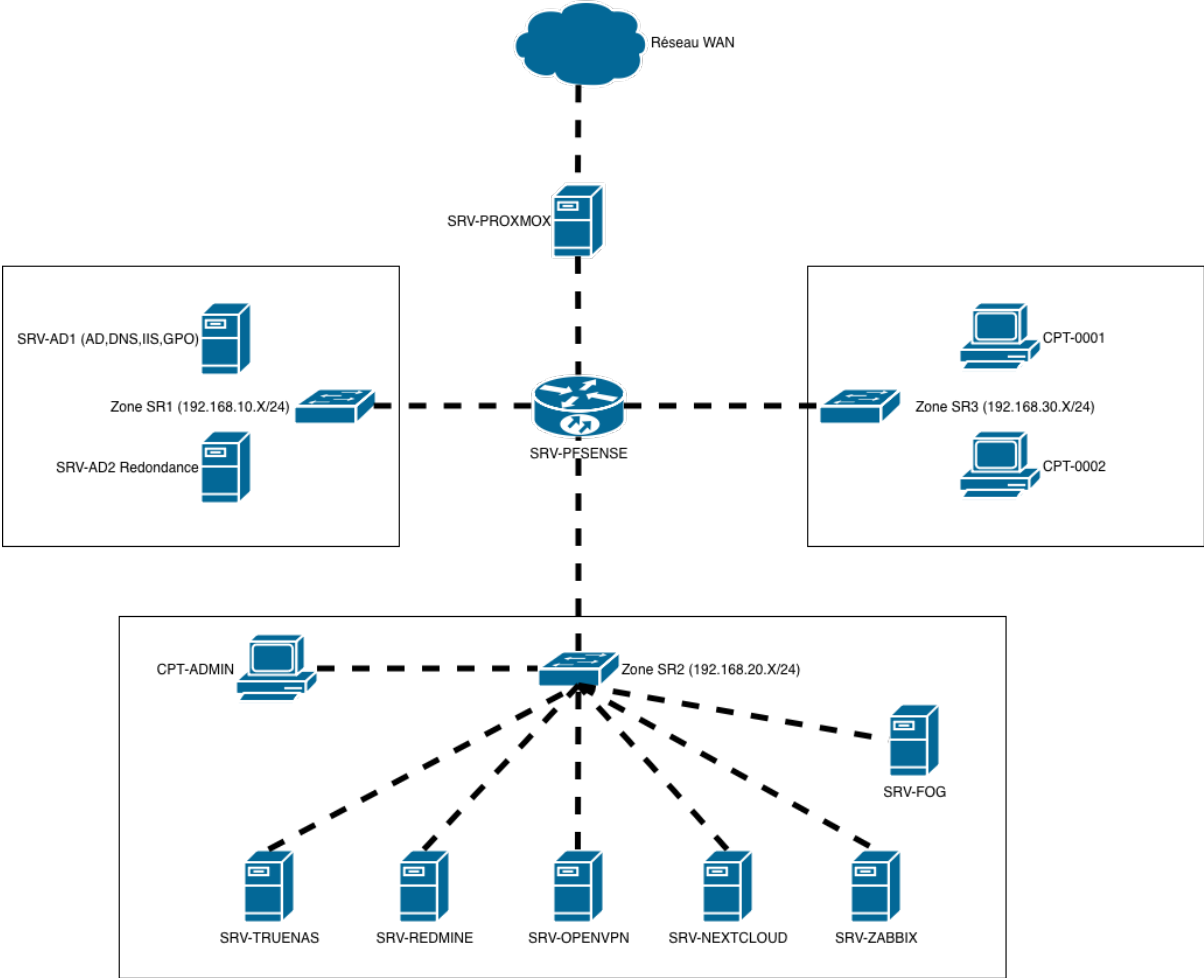 Réseau WAN
SRV-PROXMOX
SRV-AD1 (AD,DNS,IIS,GPO)
Zone SR1 (192.168.10.X/24)
SRV-AD2 Redondance
SRV-PFSENSE
CPT-0001
Zone SR3 (192.168.30.X/24)
CPT-0002
CPT-ADMIN
Zone SR2 (192.168.20.X/24)
SRV-FOG
SRV-TRUENAS
SRV-REDMINE
SRV-OPENVPN
SRV-NEXTCLOUD
SRV-ZABBIX